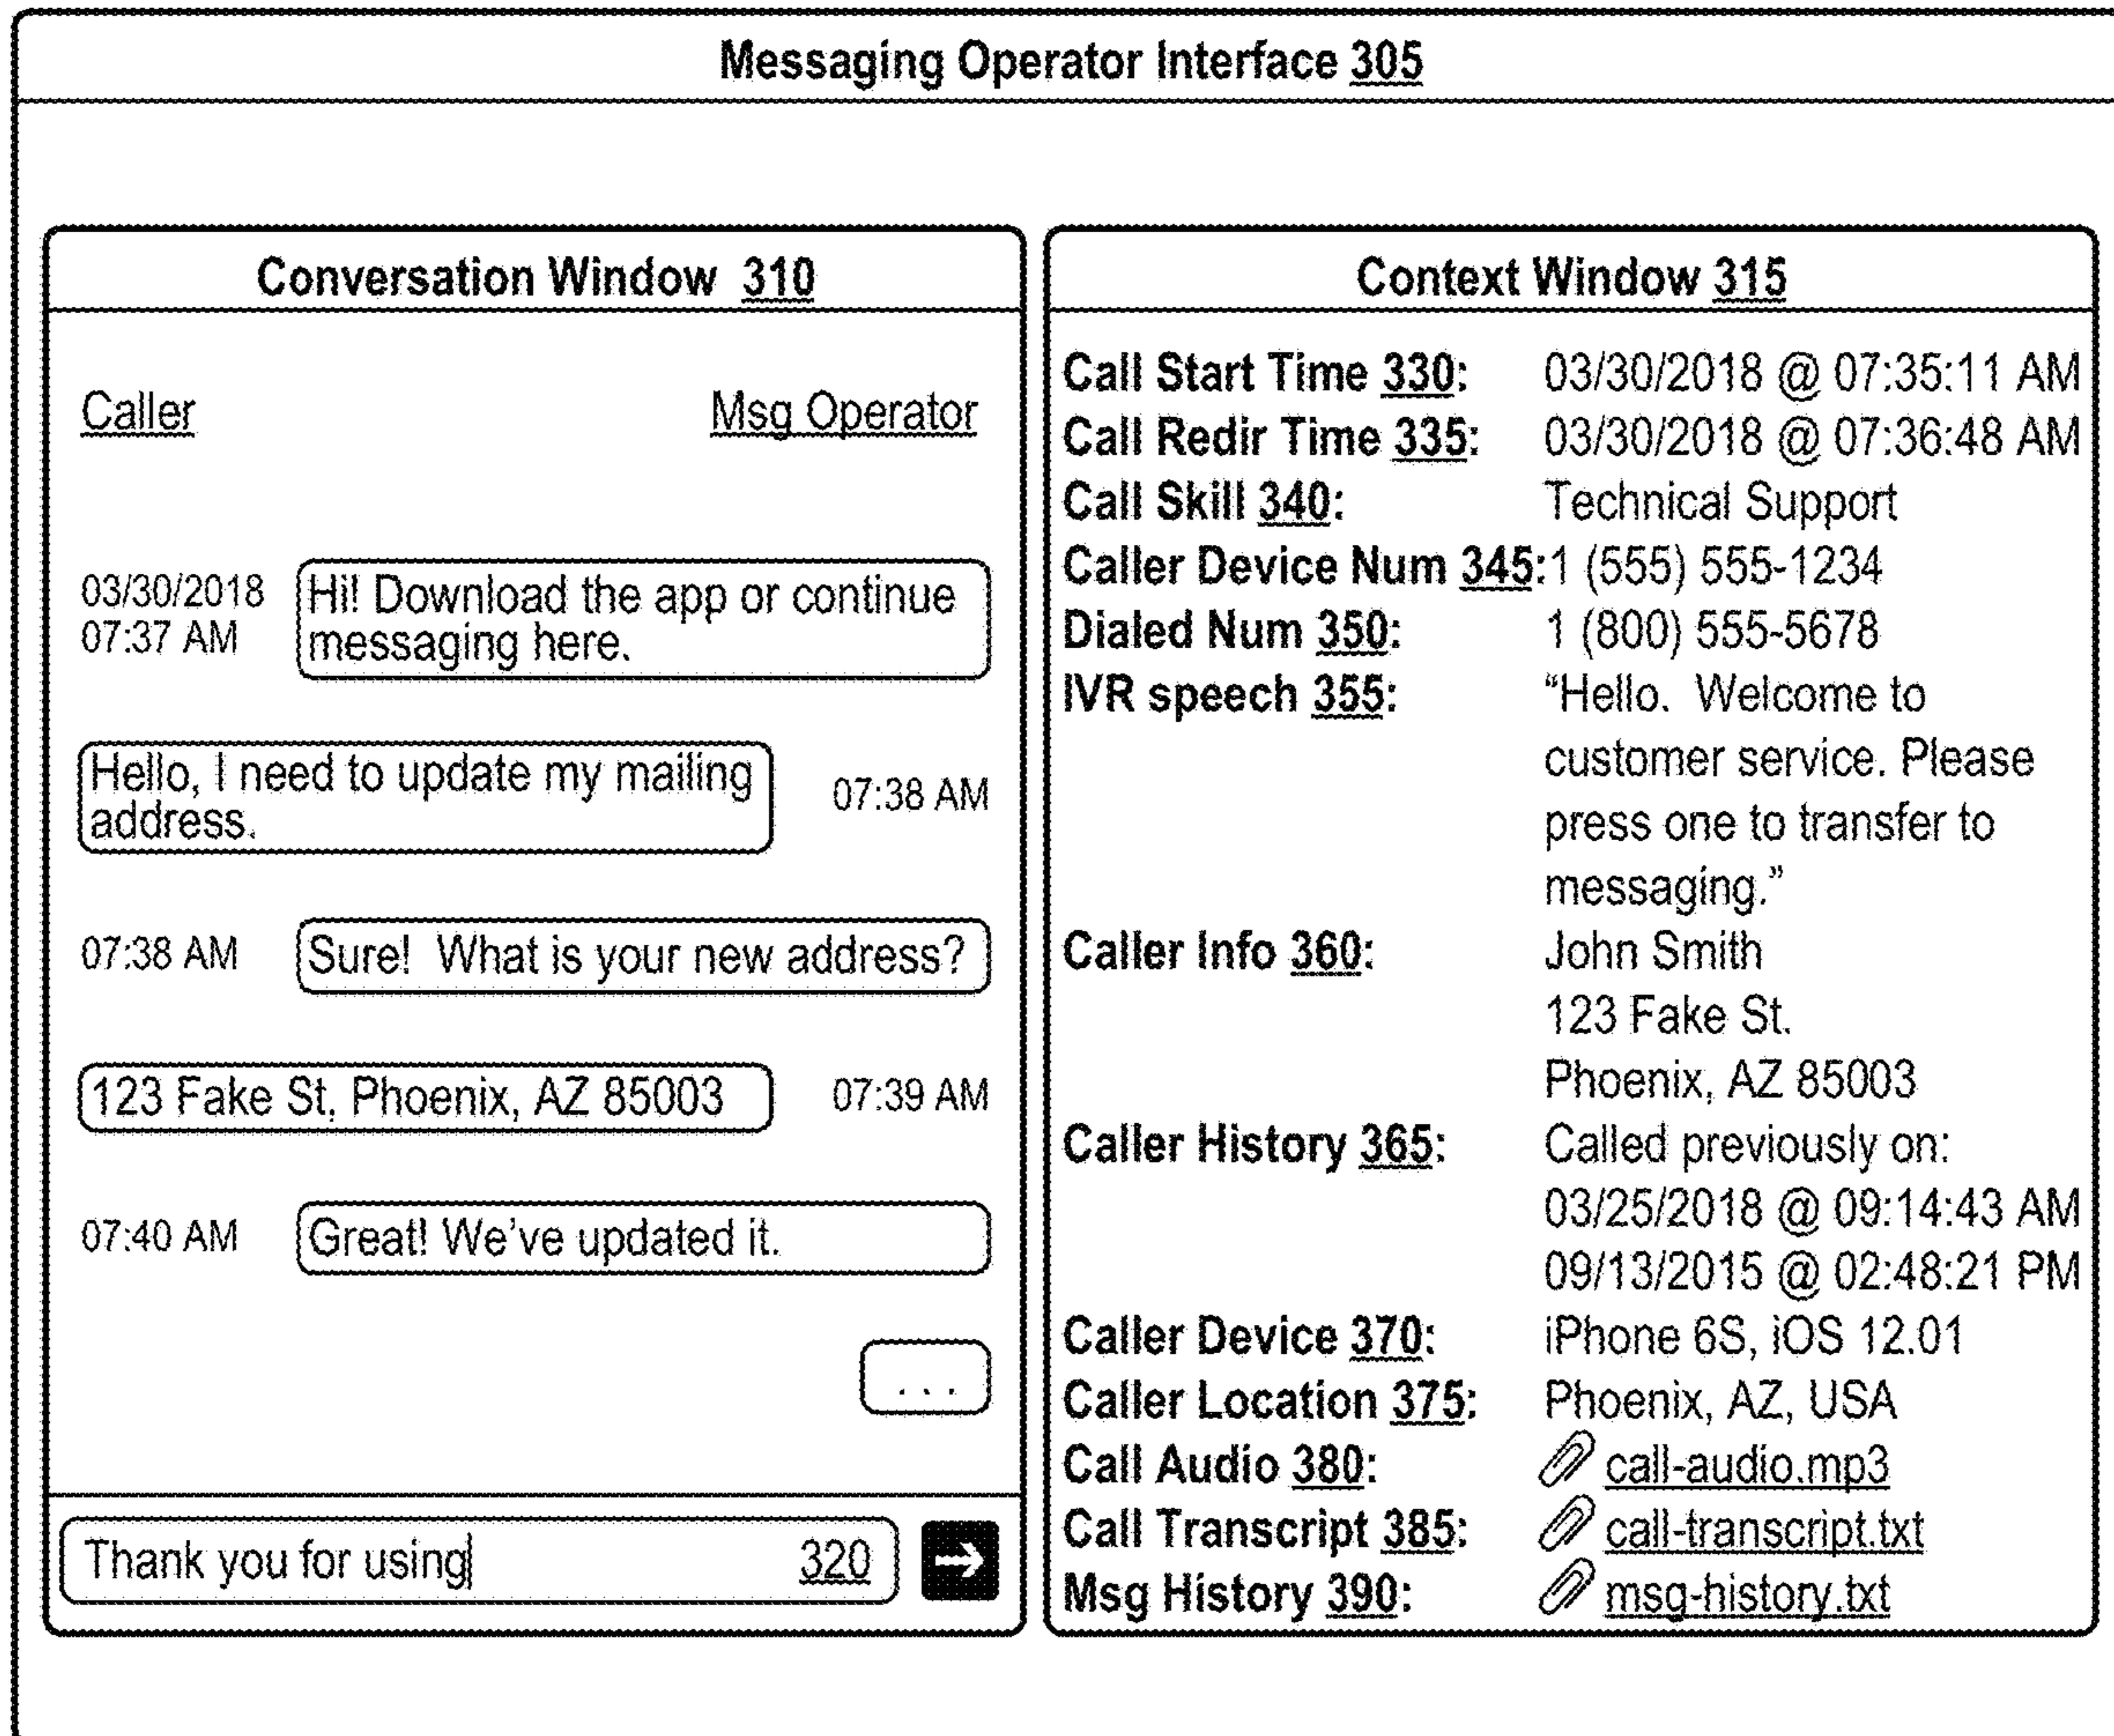 Messaging Operator Interface 305
Conversation Window 310
Caller
Msg Operator
03/30/2018
07:37 AM
Hi! Download the app or continue
messaging here.
Hello, I need to update my mailing
address.
07:38 AM
07:38 AM
Sure!  What is your new address?
123 Fake St, Phoenix, AZ 85003
07:39 AM
07:40 AM
Great! We've updated it.
...
Thank you for using
320
Context Window 315
Call Start Time 330: 03/30/2018 @ 07:35:11 AM
Call Redir Time 335: 03/30/2018 @ 07:36:48 AM
Call Skill 340: Technical Support
Caller Device Num 345: 1 (555) 555-1234
Dialed Num 350: 1 (800) 555-5678
IVR speech 355: “Hello.  Welcome to
customer service. Please
press one to transfer to
messaging.”
Caller Info 360: John Smith
123 Fake St.
Phoenix, AZ 85003
Caller History 365: Called previously on:
03/25/2018 @ 09:14:43 AM
09/13/2015 @ 02:48:21 PM
Caller Device 370: iPhone 6S, iOS 12.01
Caller Location 375: Phoenix, AZ, USA
Call Audio 380: call-audio.mp3
Call Transcript 385: call-transcript.txt
Msg History 390: msg-history.txt